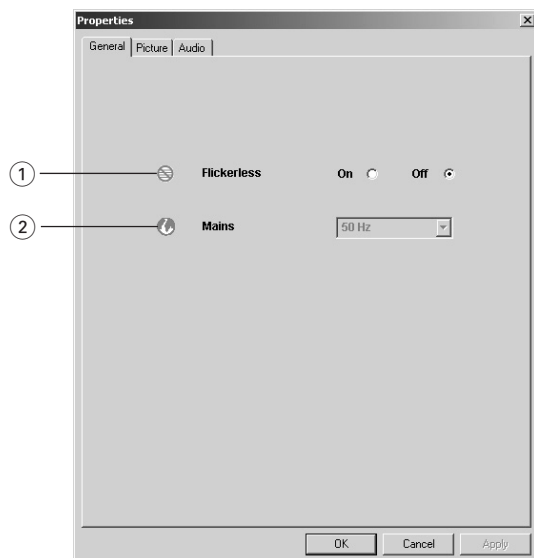 Properties
General Picture Audio
1 Flickerless On Off
2 Mains 50 Hz
OK Cancel Apply